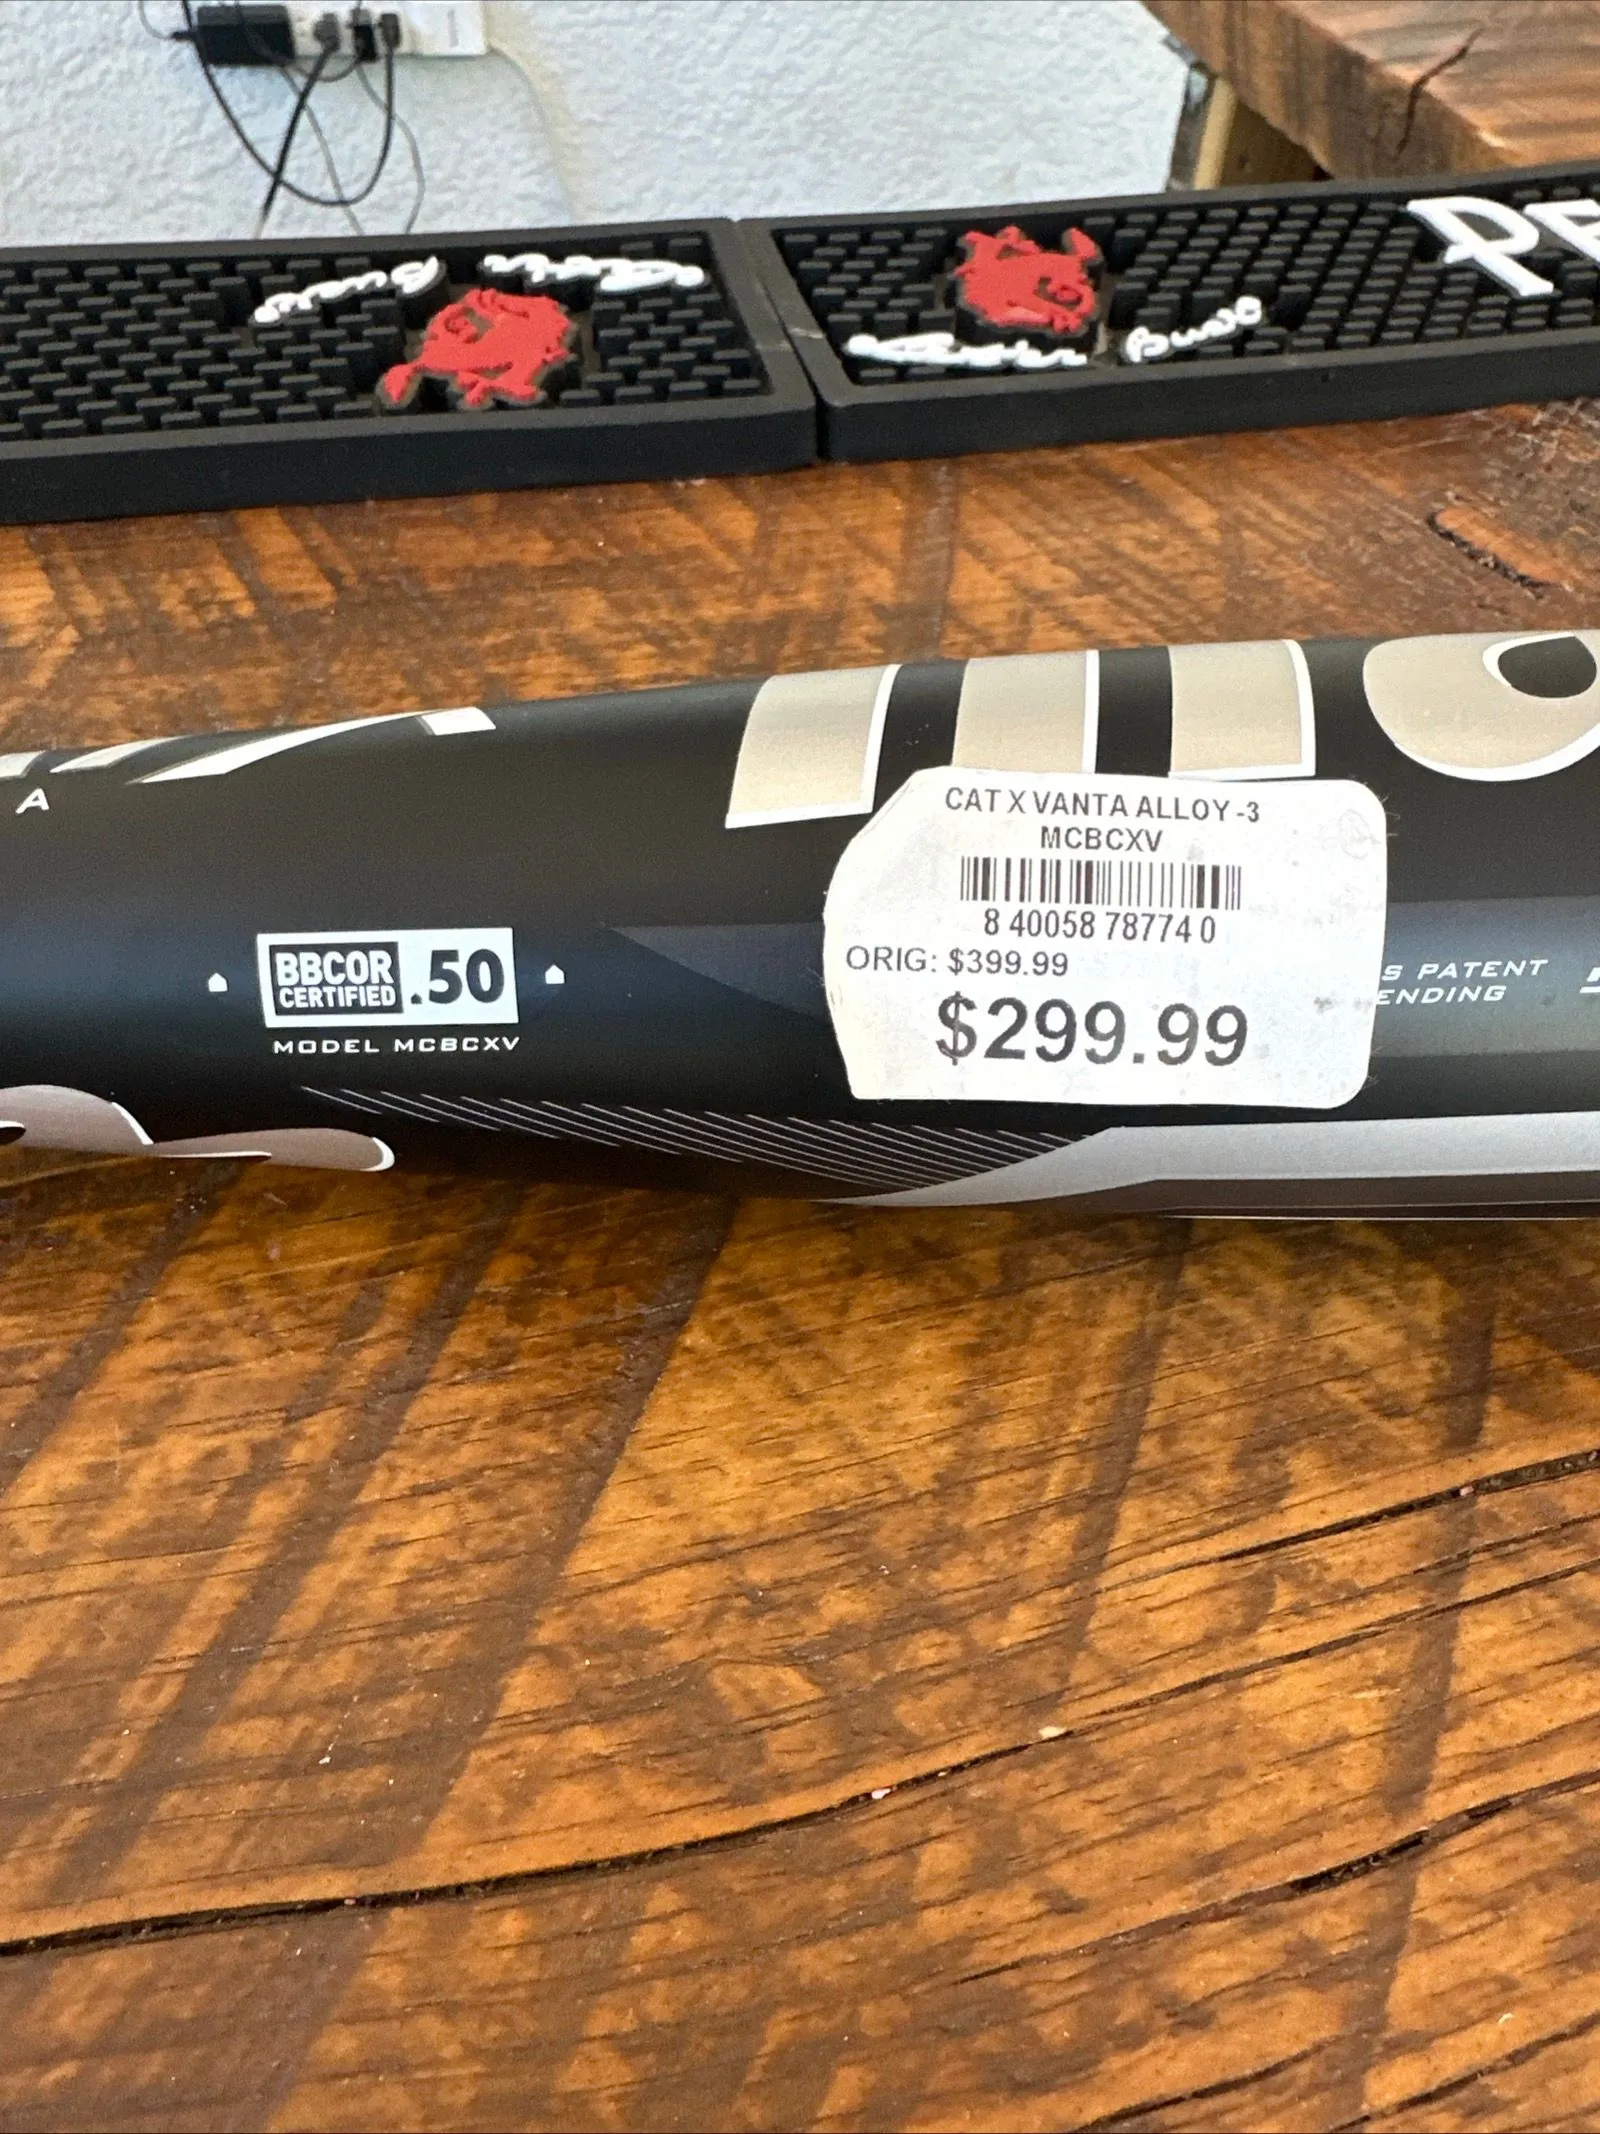 A
BBCOR
CERTIFIED
.50
MODEL MCBCXV
CAT X VANTA ALLOY -3
MCBCXV
8 40058 78774 0
ORIG: $399.99
$299.99
S PATENT
ENDING